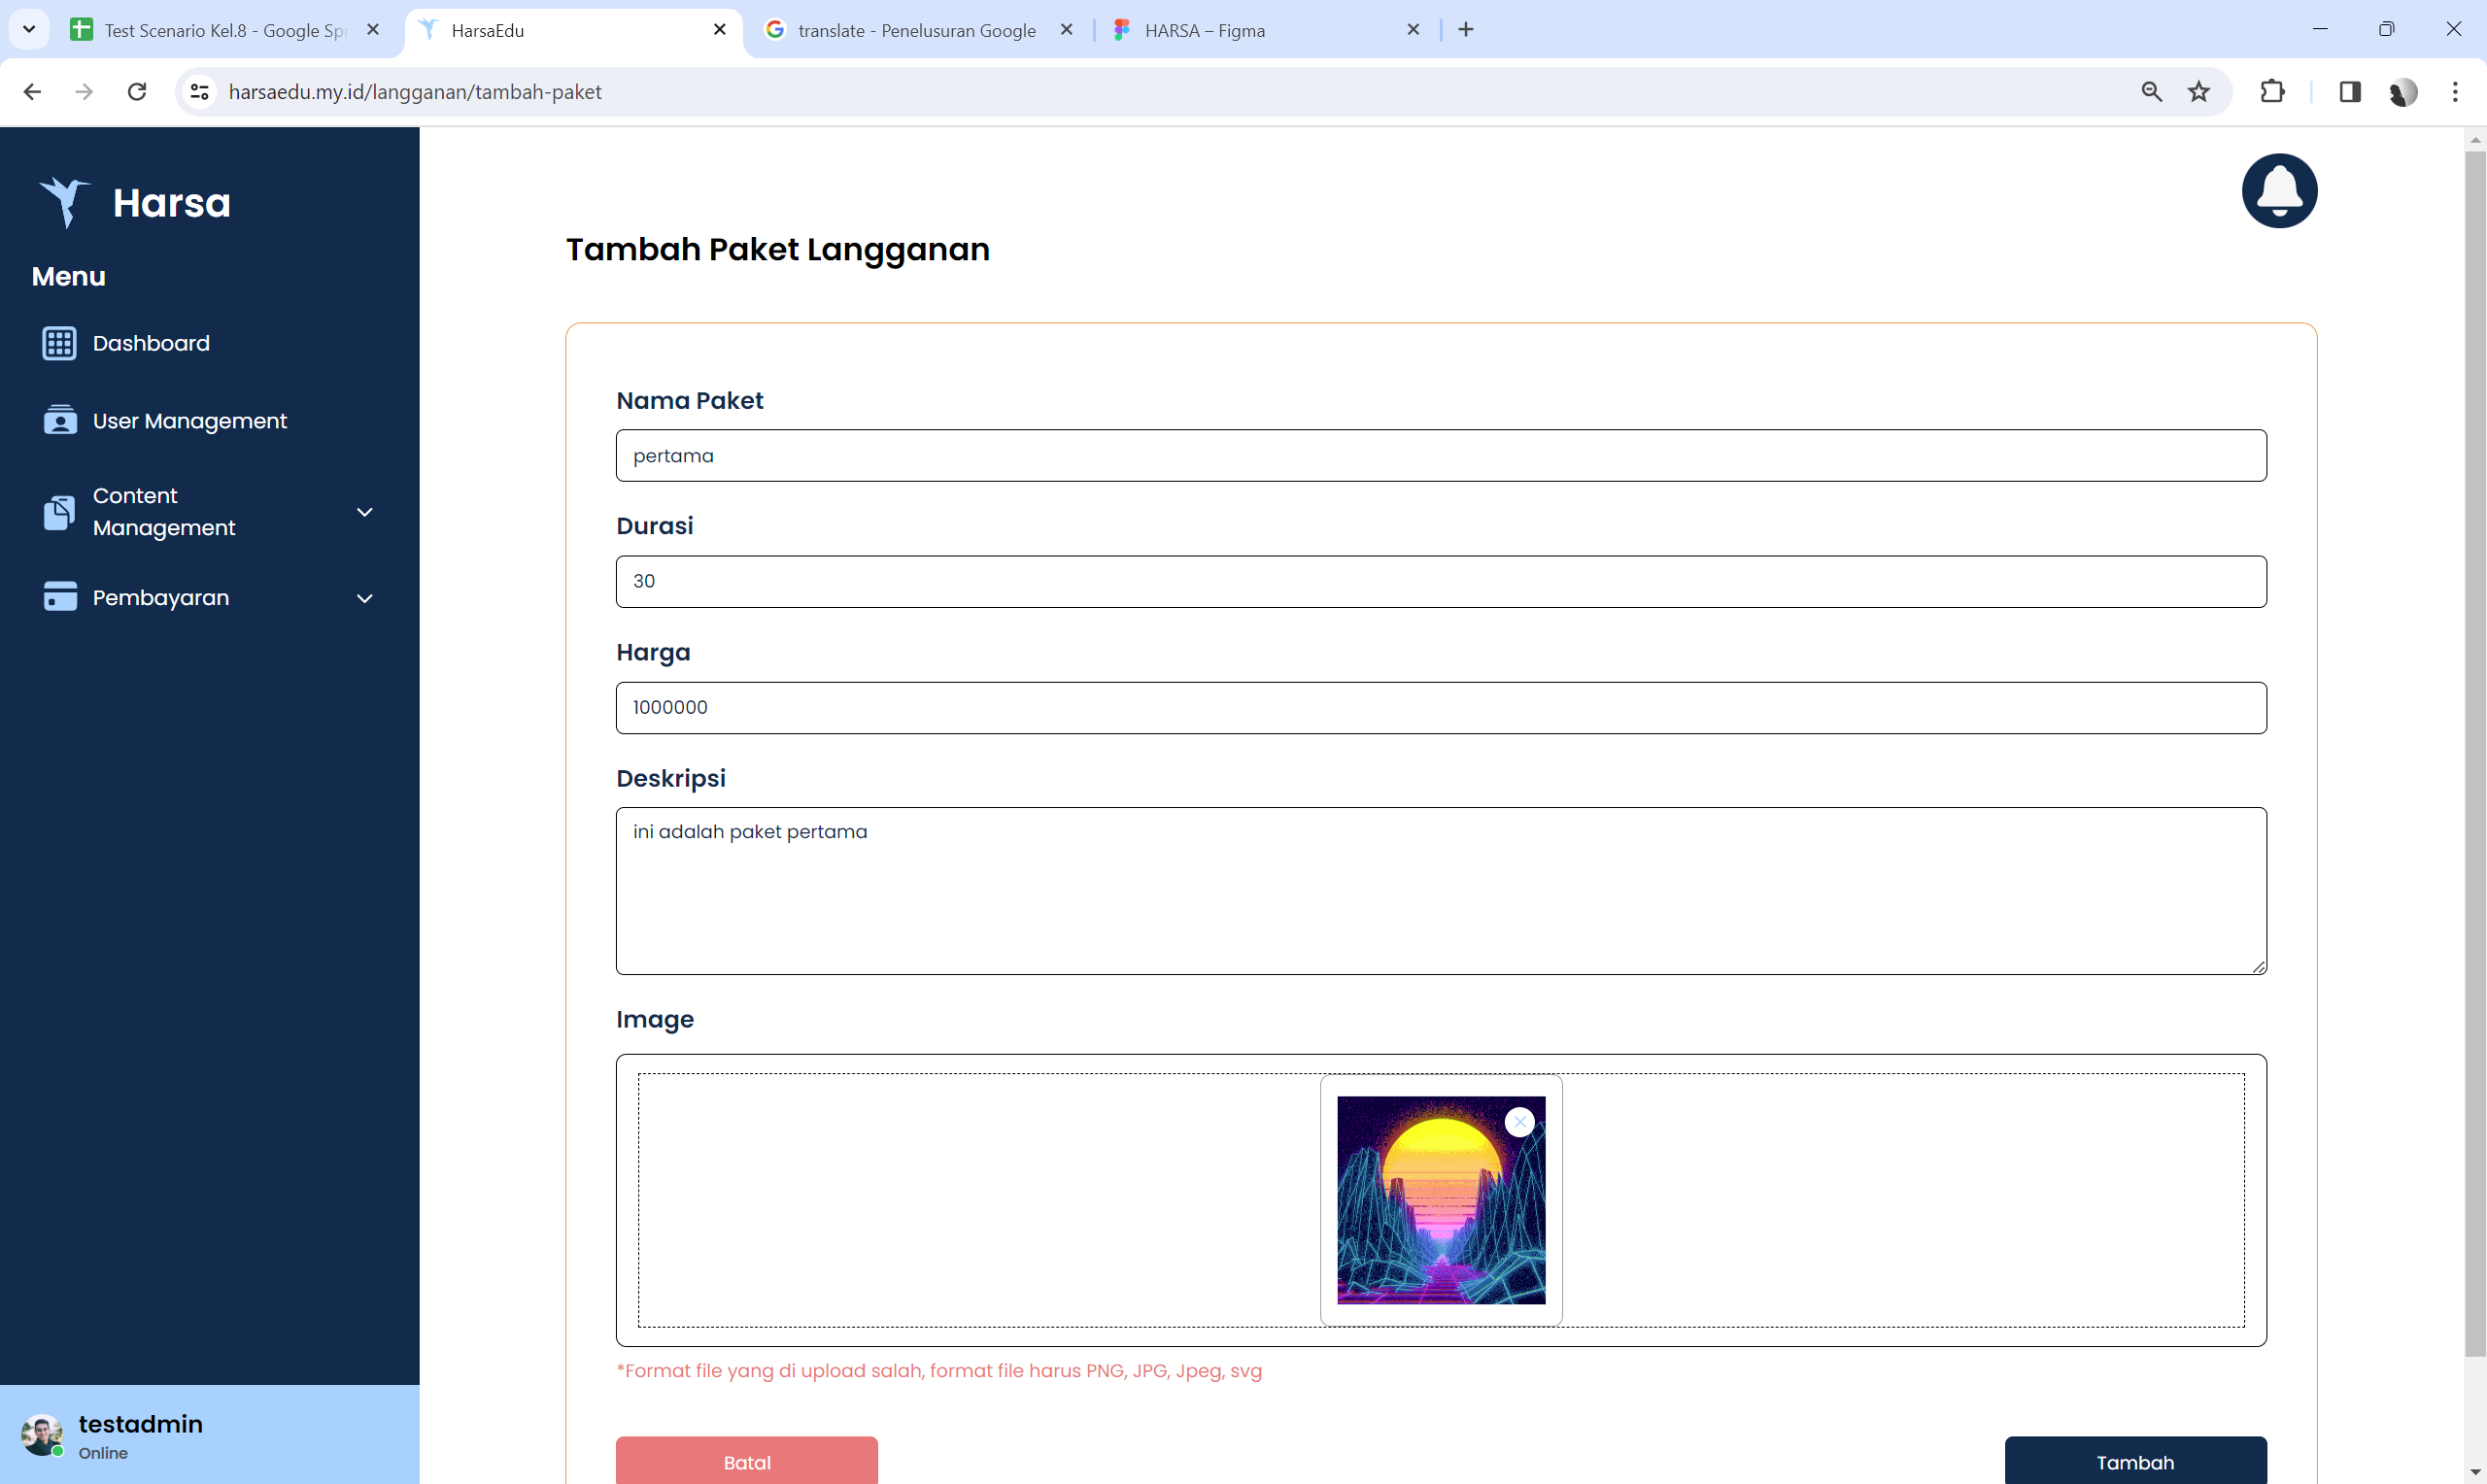 Test Scenario Kel.8 - Google Spr
HarsaEdu
translate - Penelusuran Google
HARSA – Figma
harsaedu.my.id/langganan/tambah-paket
Harsa
Menu
Dashboard
User Management
Content
Management
Pembayaran
testadmin
Online
Tambah Paket Langganan
Nama Paket
pertama
Durasi
30
Harga
1000000
Deskripsi
ini adalah paket pertama
Image
*Format file yang di upload salah, format file harus PNG, JPG, Jpeg, svg
Batal
Tambah